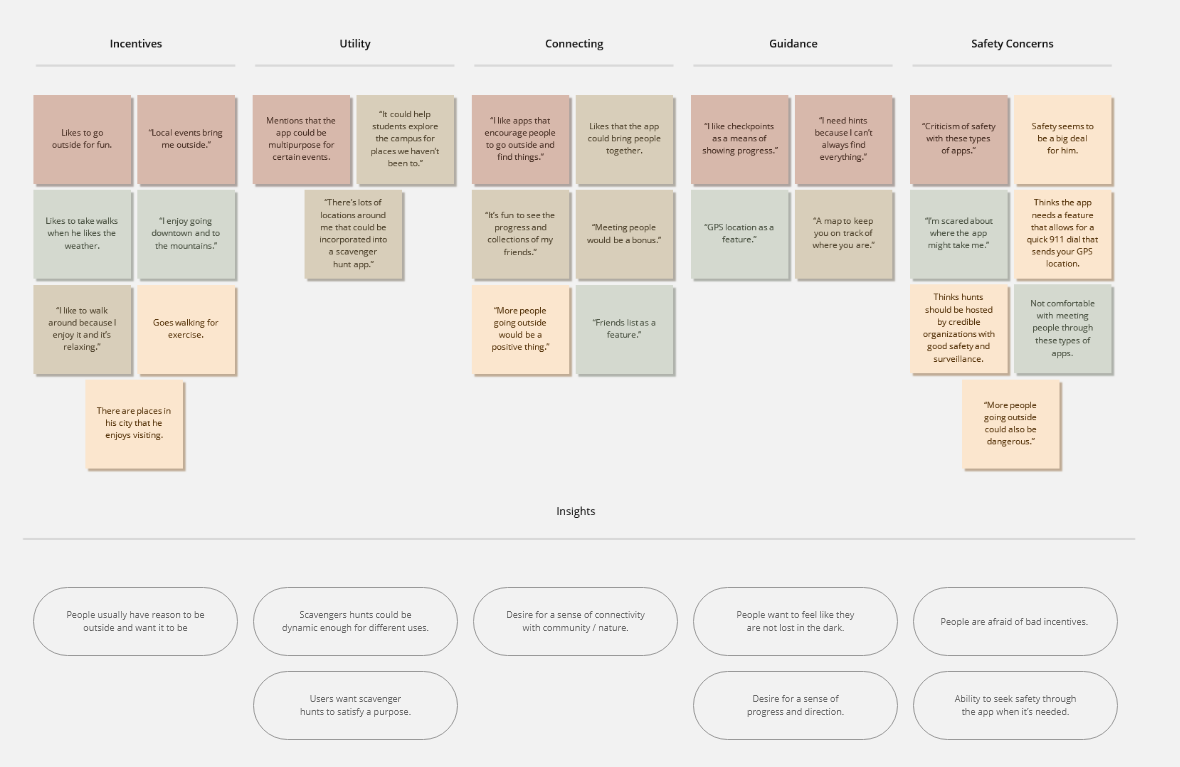 Incentives
Utility
Connecting
Guidance
Safety Concerns
Likes to go
outside for fun.
“Local events bring
me outside.”
Likes to take walks
when he likes the
weather.
“I enjoy going
downtown and to
the mountains.”
“I like to walk
around because I
enjoy it and it’s
relaxing.”
Goes walking for
exercise.
There are places in
his city that he
enjoys visiting.
Mentions that the
app could be
multipurpose for
certain events.
“It could help
students explore
the campus for
places we haven’t
been to.”
“There’s lots of
locations around
me that could be
incorporated into
a scavenger
hunt app.”
“I like apps that
encourage people
to go outside and
find things.”
Likes that the app
could bring people
together.
“It’s fun to see the
progress and
collections of my
friends.”
“Meeting people
would be a bonus.”
“More people
going outside
would be a
positive thing.”
“Friends list as a
feature.”
“I like checkpoints
as a means of
showing progress.”
“I need hints
because I can’t
always find
everything.”
“GPS location as a
feature.”
“A map to keep
you on track of
where you are.”
“Criticism of safety
with these types
of apps.”
Safety seems to
be a big deal
for him.
“I’m scared about
where the app
might take me.”
Thinks the app
needs a feature
that allows for a
quick 911 dial that
sends your GPS
location.
Thinks hunts
should be hosted
by credible
organizations with
good safety and
surveillance.
Not comfortable
with meeting
people through
these types of
apps.
“More people
going outside
could also be
dangerous.”
Insights
People usually have reason to be
outside and want it to be
Scavengers hunts could be
dynamic enough for different uses.
Desire for a sense of connectivity
with community / nature.
People want to feel like they
are not lost in the dark.
People are afraid of bad incentives.
Users want scavenger
hunts to satisfy a purpose.
Desire for a sense of
progress and direction.
Ability to seek safety through
the app when it’s needed.